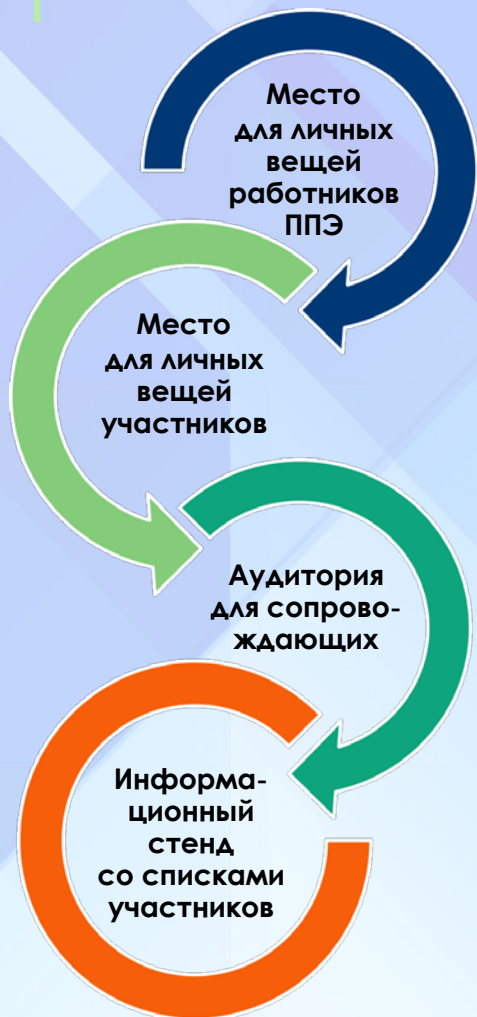 Место
для личных
вещей
работников
ППЭ
Место
для личных
вещей
участников
Аудитория
для сопрово-
ждающих
Информа-
ционный
стенд
со списками
участников